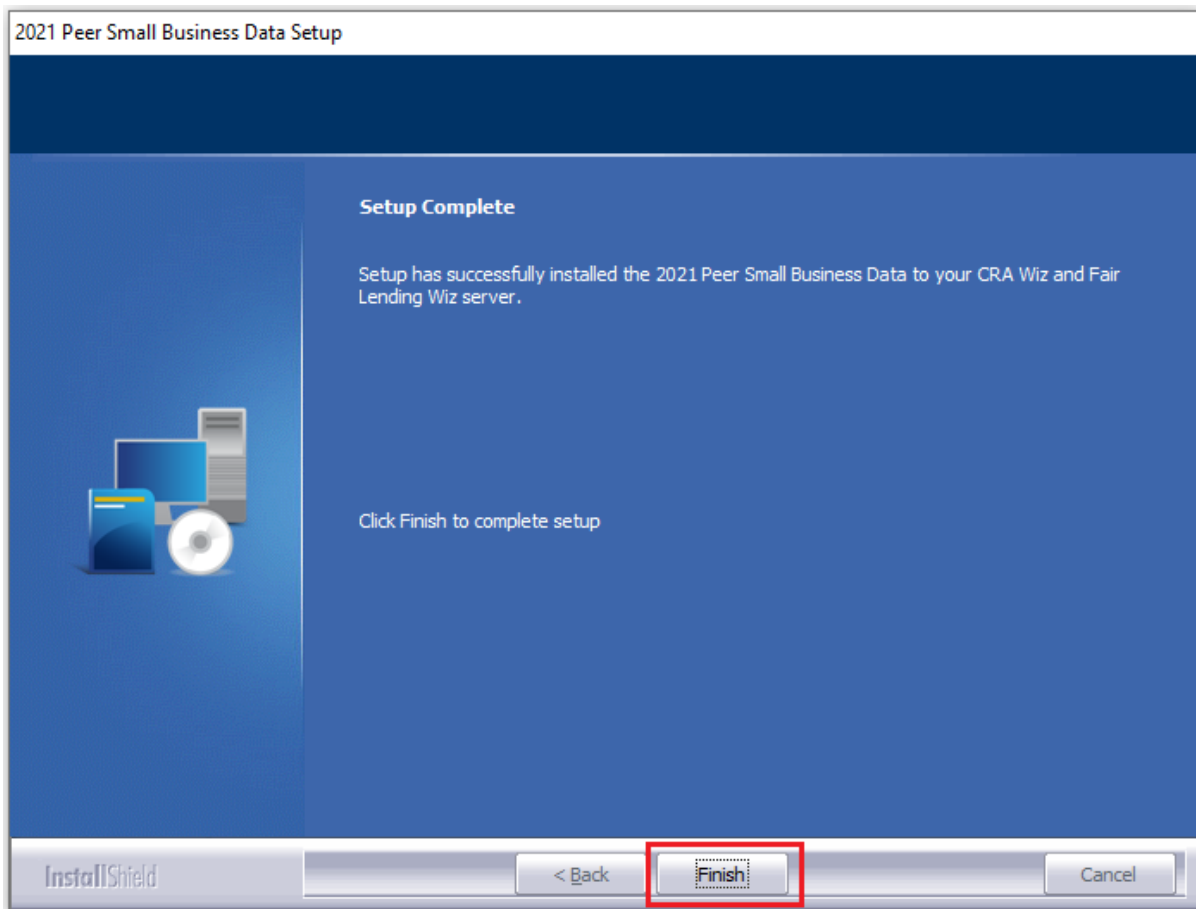 2021 Peer Small Business Data Setup
Setup Complete
Setup has successfully installed the 2021 Peer Small Business Data to your CRA Wiz and Fair
Lending Wiz server.
Click Finish to complete setup
InstallShield
< Back
Finish
Cancel